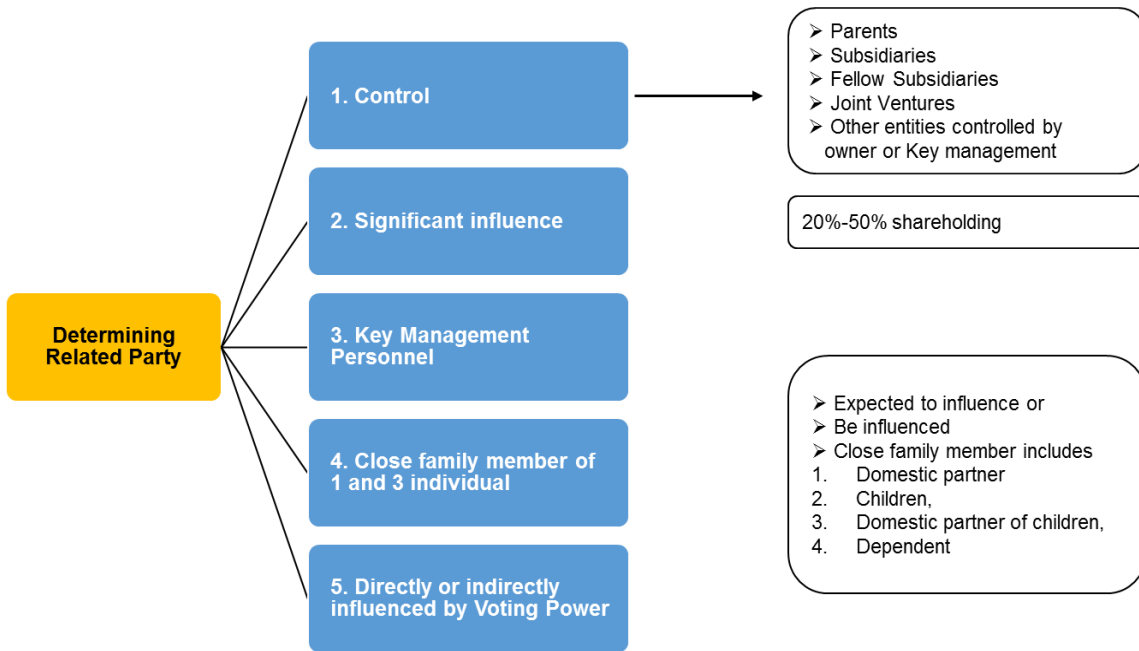 Determining
Related Party
1. Control
2. Significant influence
3. Key Management
Personnel
4. Close family member of
1 and 3 individual
5. Directly or indirectly
influenced by Voting Power
➢ Parents
➢ Subsidiaries
➢ Fellow Subsidiaries
➢ Joint Ventures
➢ Other entities controlled by
owner or Key management
20%-50% shareholding
➢ Expected to influence or
➢ Be influenced
➢ Close family member includes
1. Domestic partner
2. Children,
3. Domestic partner of children,
4. Dependent